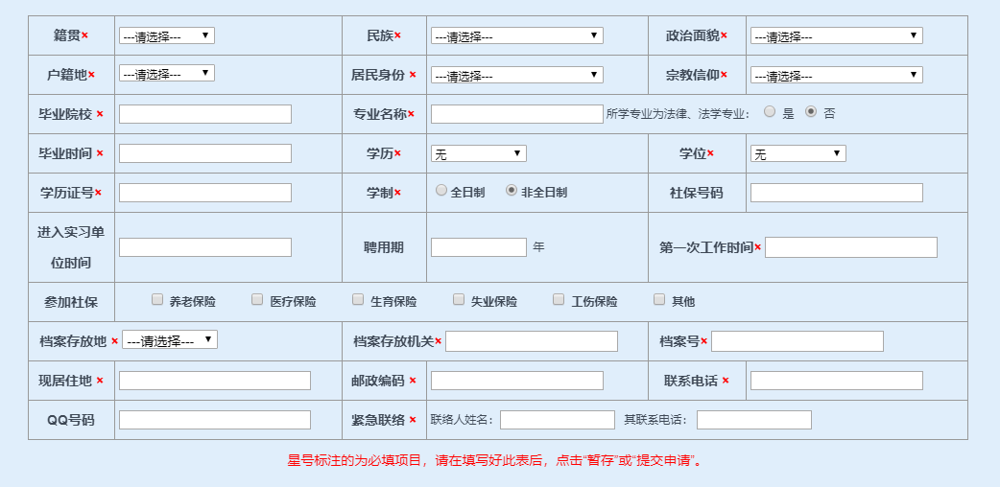 籍贯× ---请选择--- 民族× ---请选择--- 政治面貌× ---请选择---
户籍地× ---请选择--- 居民身份 × ---请选择--- 宗教信仰× ---请选择---
毕业院校 × 专业名称× 所学专业为法律、法学专业： 是 否
毕业时间 × 学历× 无 学位× 无
学历证号× 学制× 全日制 非全日制 社保号码
进入实习单
位时间 聘用期 年 第一次工作时间×
参加社保 养老保险 医疗保险 生育保险 失业保险 工伤保险 其他
档案存放地 × ---请选择--- 档案存放机关× 档案号×
现居住地 × 邮政编码 × 联系电话 ×
QQ号码 紧急联络 × 联络人姓名： 其联系电话：
星号标注的为必填项目，请在填写好此表后，点击“暂存”或“提交申请”。